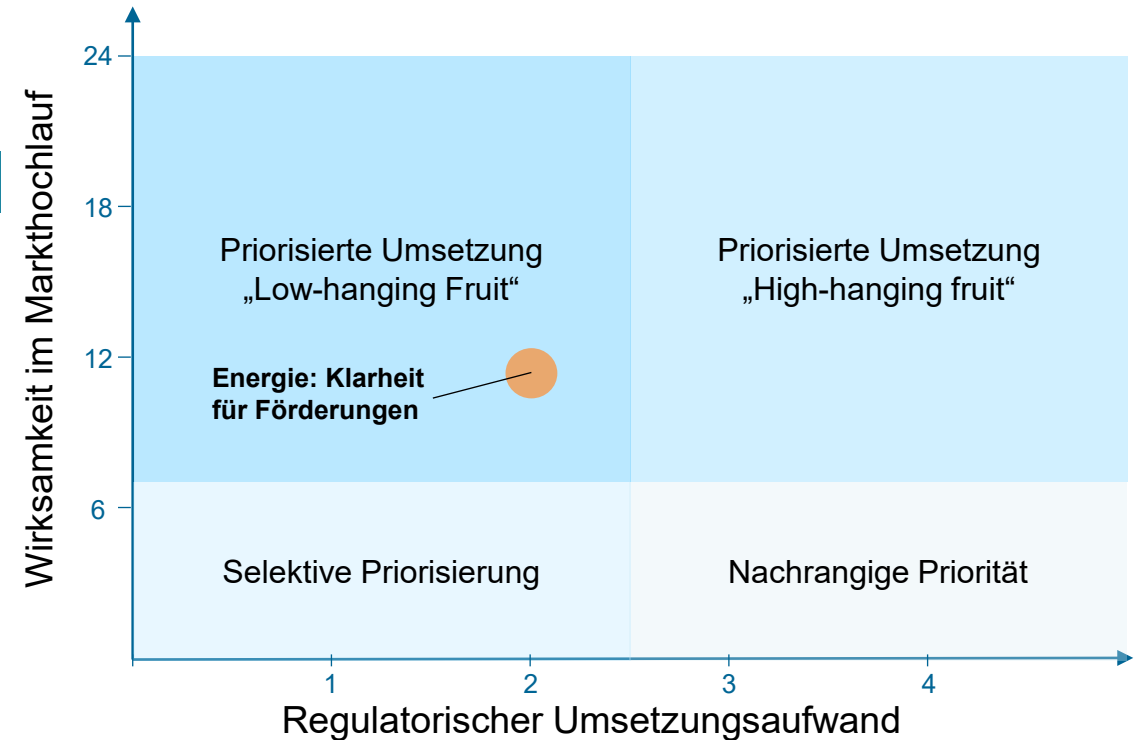 Wirksamkeit im Markthochlauf
24
18
12
6
Priorisierte Umsetzung
„Low-hanging Fruit“
Priorisierte Umsetzung
„High-hanging fruit“
Energie: Klarheit
für Förderungen
Selektive Priorisierung
Nachrangige Priorität
1
2
3
4
Regulatorischer Umsetzungsaufwand